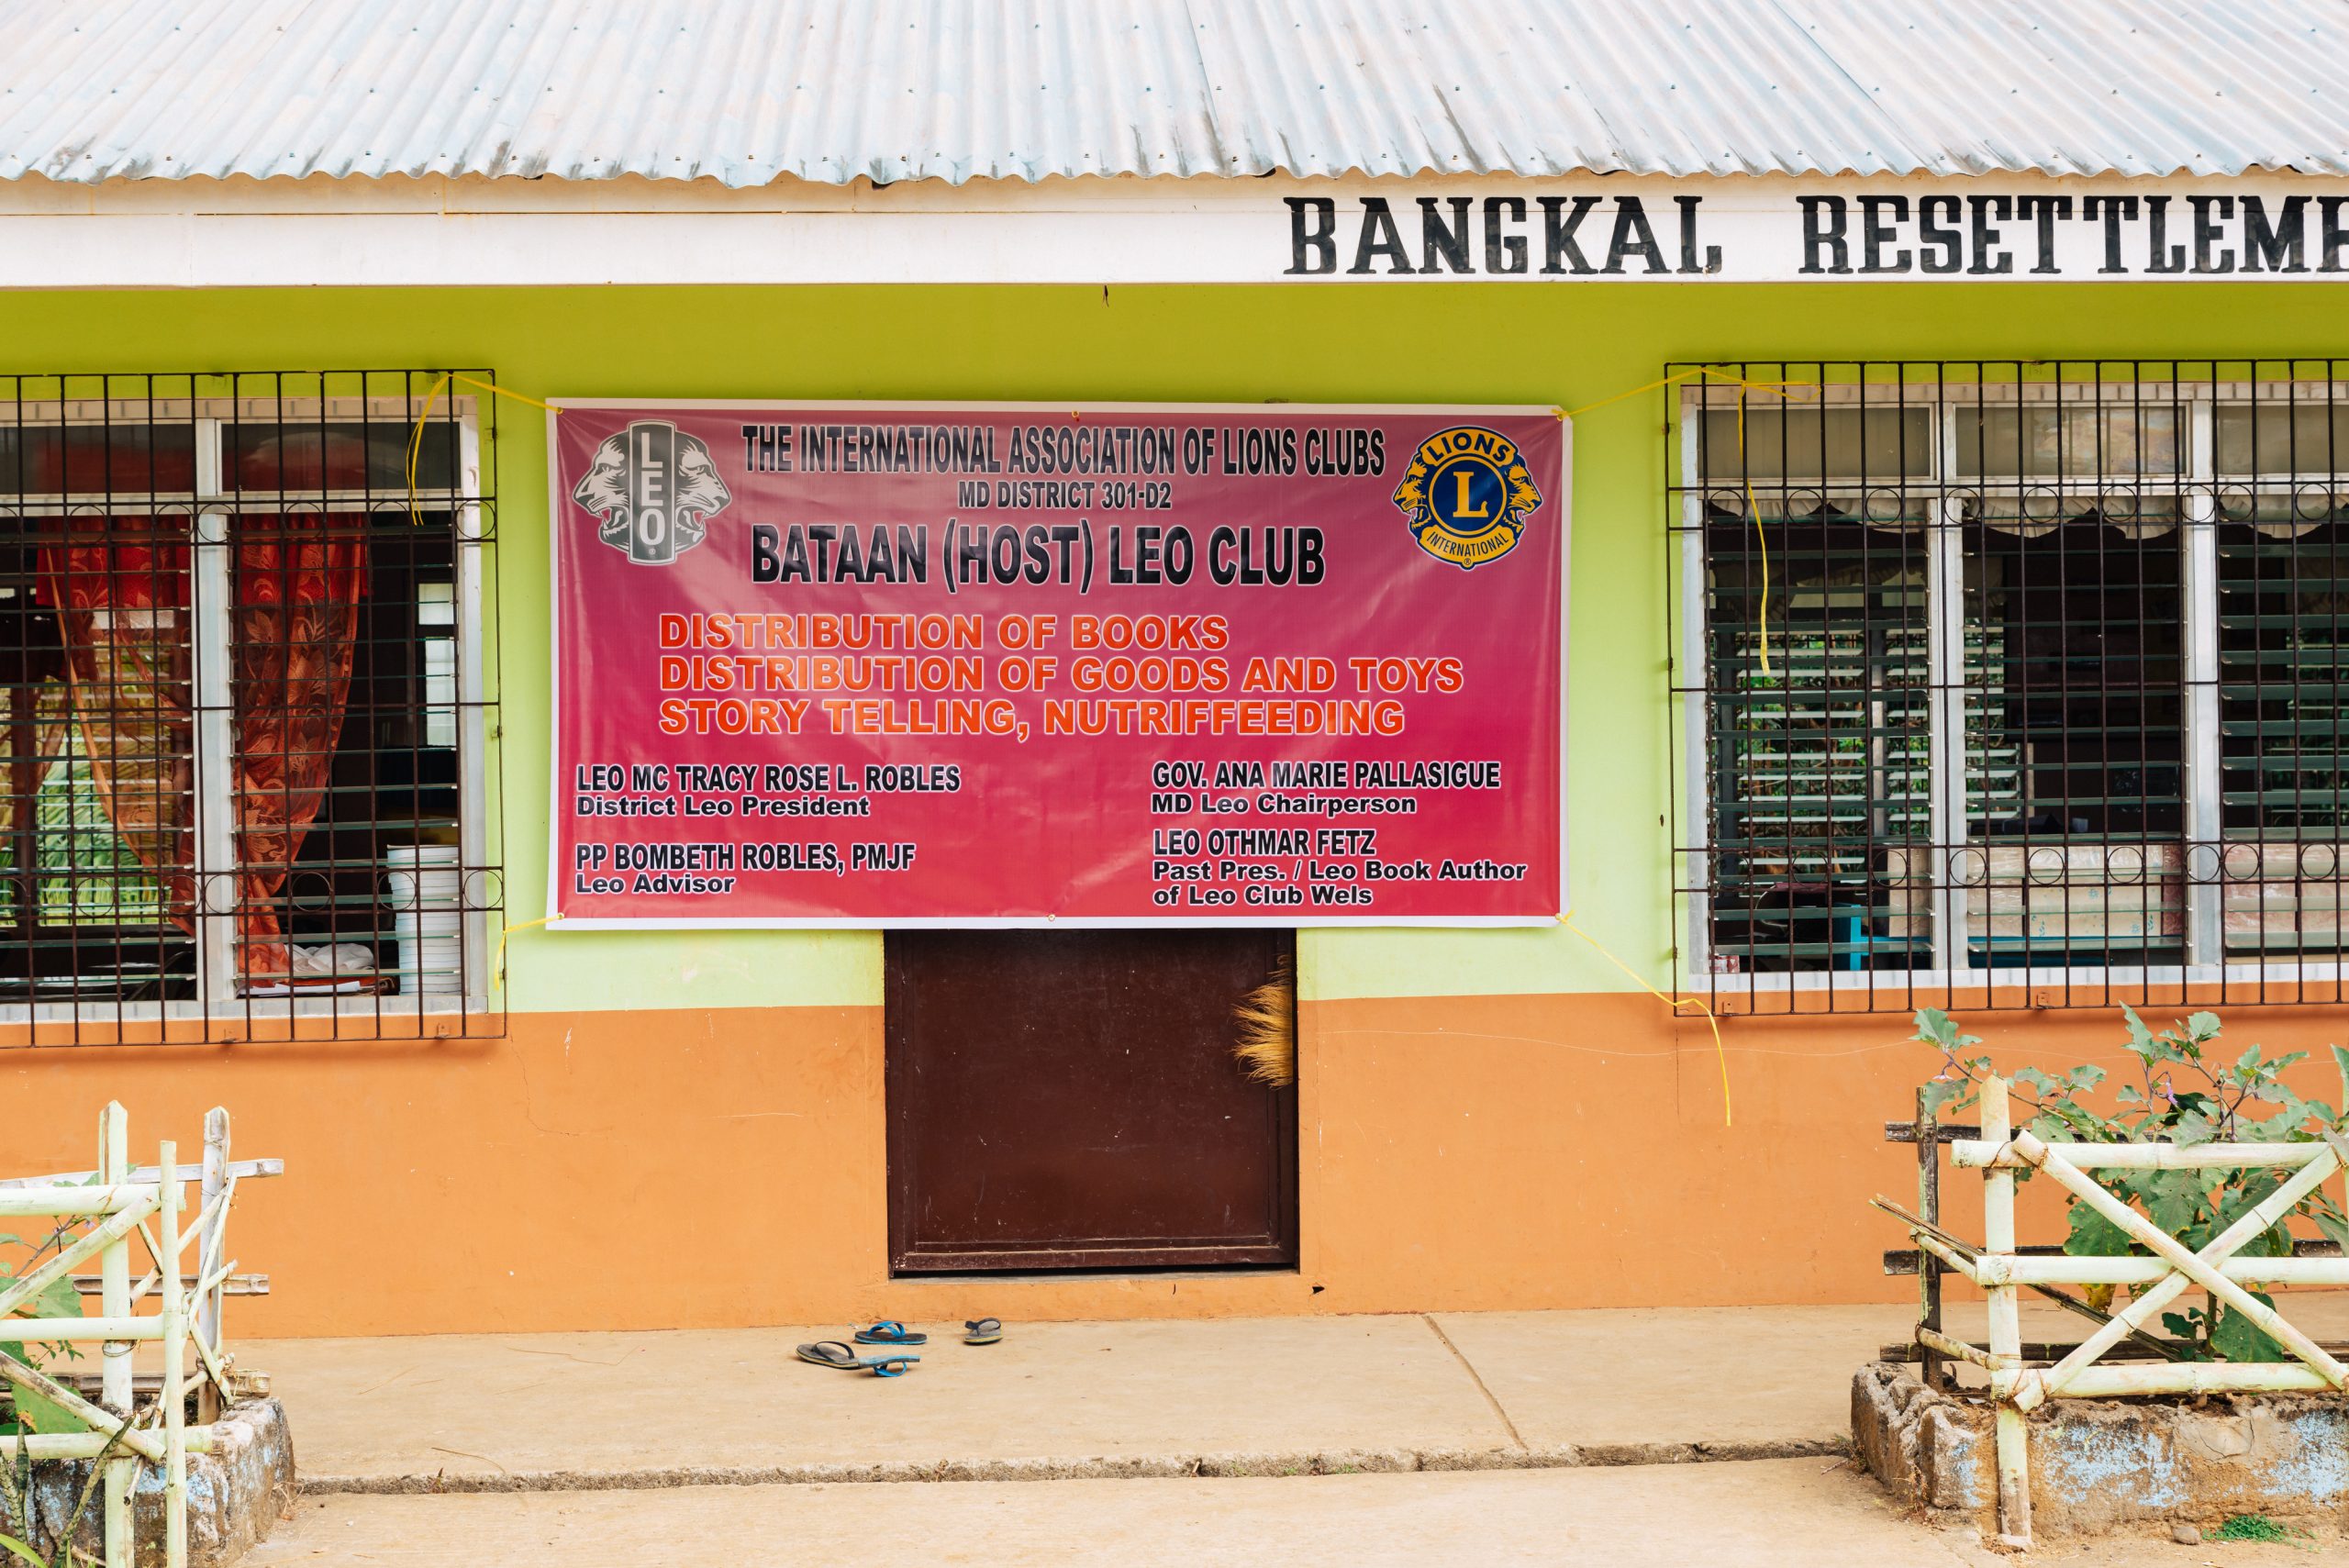 BANGKAL RESETTLEME
LEO
THE INTERNATIONAL ASSOCIATION OF LIONS CLUBS
MD DISTRICT 301-D2
BATAAN (HOST) LEO CLUB
LIONS
L
INTERNATIONAL
DISTRIBUTION OF BOOKS
DISTRIBUTION OF GOODS AND TOYS
STORY TELLING, NUTRIFFEEDING
LEO MC TRACY ROSE L. ROBLES
District Leo President
PP BOMBETH ROBLES, PMJF
Leo Advisor
GOV. ANA MARIE PALLASIGUE
MD Leo Chairperson
LEO OTHMAR FETZ
Past Pres. / Leo Book Author
of Leo Club Wels